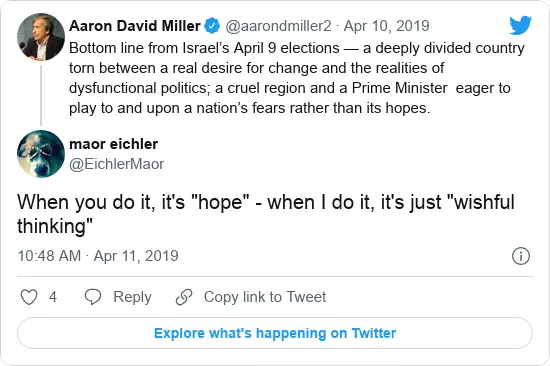 Aaron David Miller @aarondmiller2 · Apr 10, 2019
Bottom line from Israel’s April 9 elections — a deeply divided country
torn between a real desire for change and the realities of
dysfunctional politics; a cruel region and a Prime Minister  eager to
play to and upon a nation’s fears rather than its hopes.
maor eichler
@EichlerMaor
When you do it, it's "hope" - when I do it, it's just "wishful
thinking"
10:48 AM · Apr 11, 2019
4 Reply Copy link to Tweet
Explore what's happening on Twitter